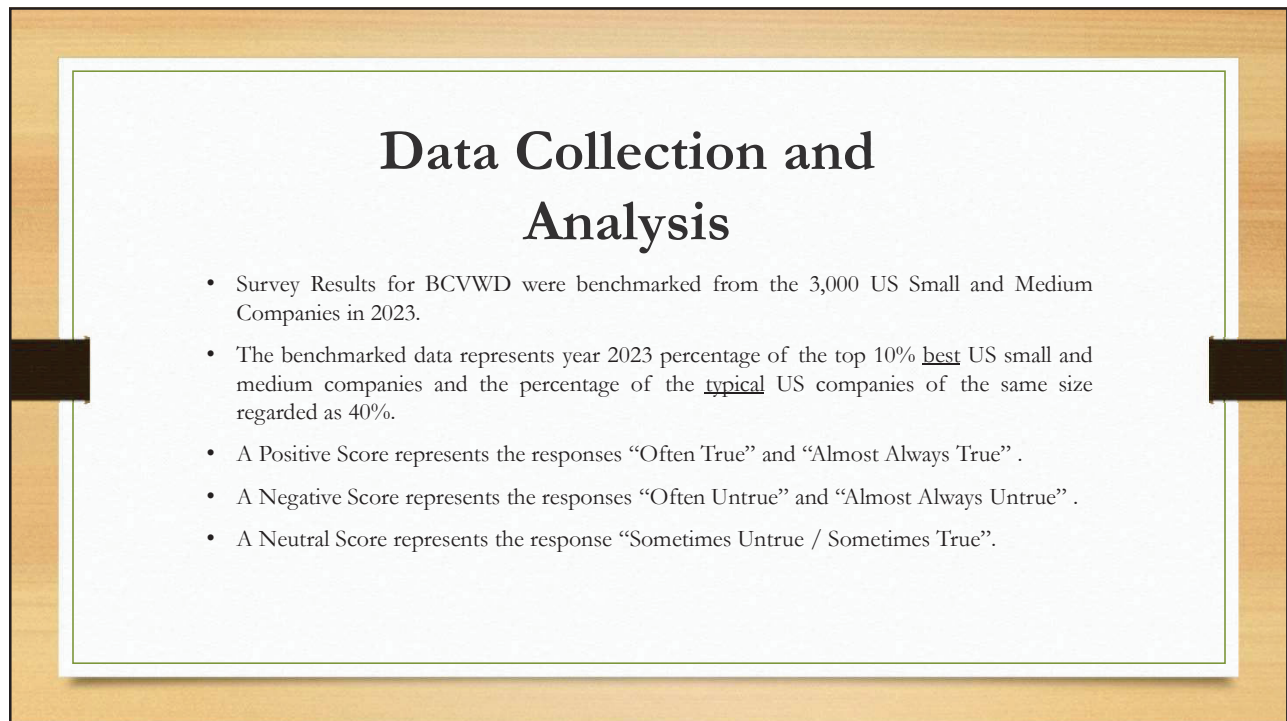 Data Collection and
Analysis
• Survey Results for BCVWD were benchmarked from the 3,000 US Small and Medium
Companies in 2023.
• The benchmarked data represents year 2023 percentage of the top 10% best US small and
medium companies and the percentage of the typical US companies of the same size
regarded as 40%.
• A Positive Score represents the responses “Often True” and “Almost Always True” .
• A Negative Score represents the responses “Often Untrue” and “Almost Always Untrue” .
• A Neutral Score represents the response “Sometimes Untrue / Sometimes True”.